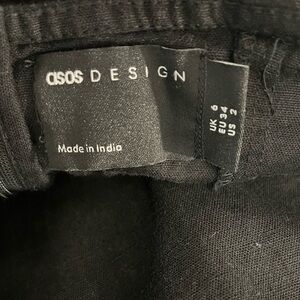 asos DESIGN
Made in India
UK 6
EU 34
US 2